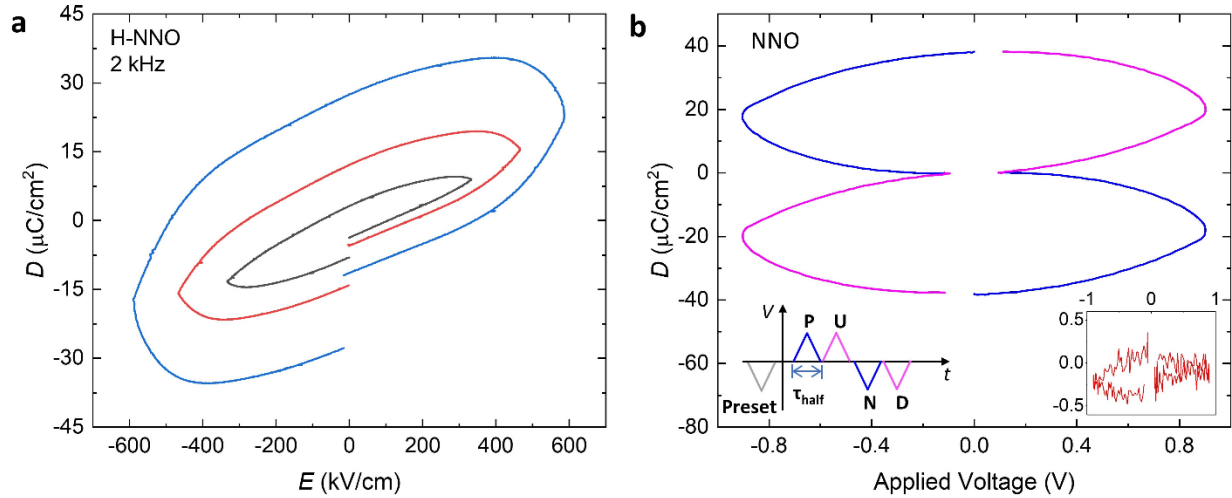 a
H-NNO
2 kHz
45
30
15
0
-15
-30
-45
D (μC/cm²)
-600 -400 -200 0 200 400 600
E (kV/cm)
b
NNO
40
20
0
-20
-40
-60
-80
D (μC/cm²)
V
P U
t
τhalf
Preset
N D
-1 0 1
0.5
0.0
-0.5
-0.8 -0.4 0.0 0.4 0.8
Applied Voltage (V)